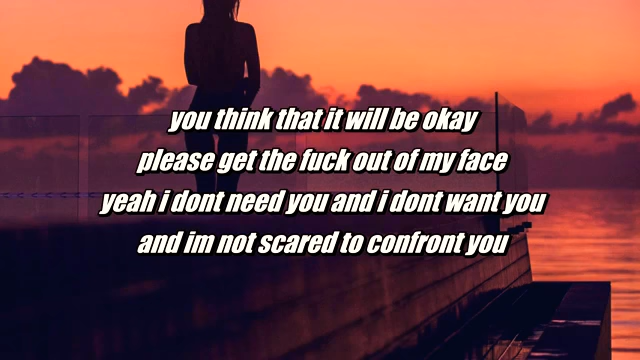 you think that it will be okay
please get the fuck out of my face
yeah i dont need you and i dont want you
and im not scared to confront you